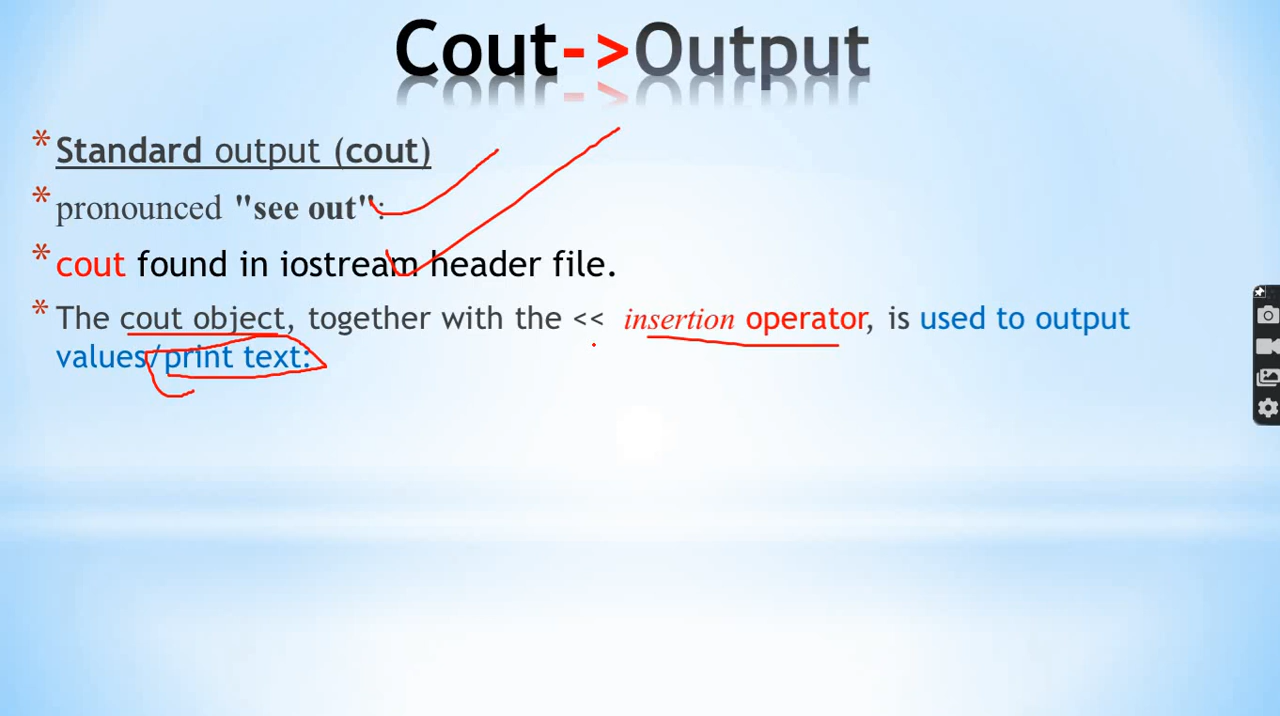 Cout->Output
* Standard output (cout)
* pronounced "see out":
* cout found in iostream header file.
* The cout object, together with the << insertion operator, is used to output
values/print text: